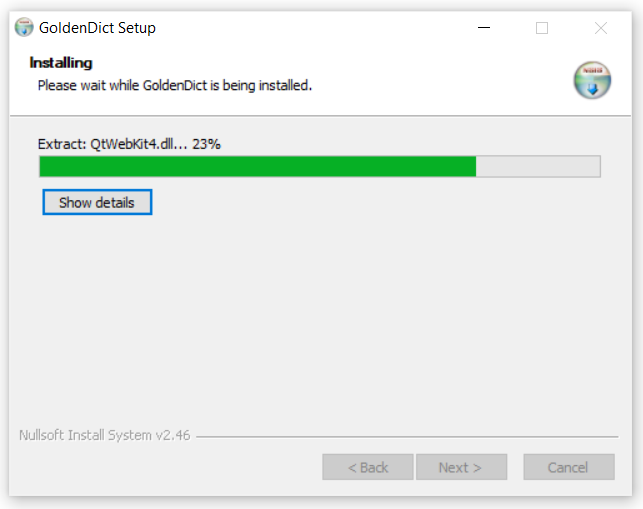 GoldenDict Setup
Installing
Please wait while GoldenDict is being installed.
Extract: QtWebKit4.dll... 23%
Show details
Nullsoft Install System v2.46
< Back
Next >
Cancel